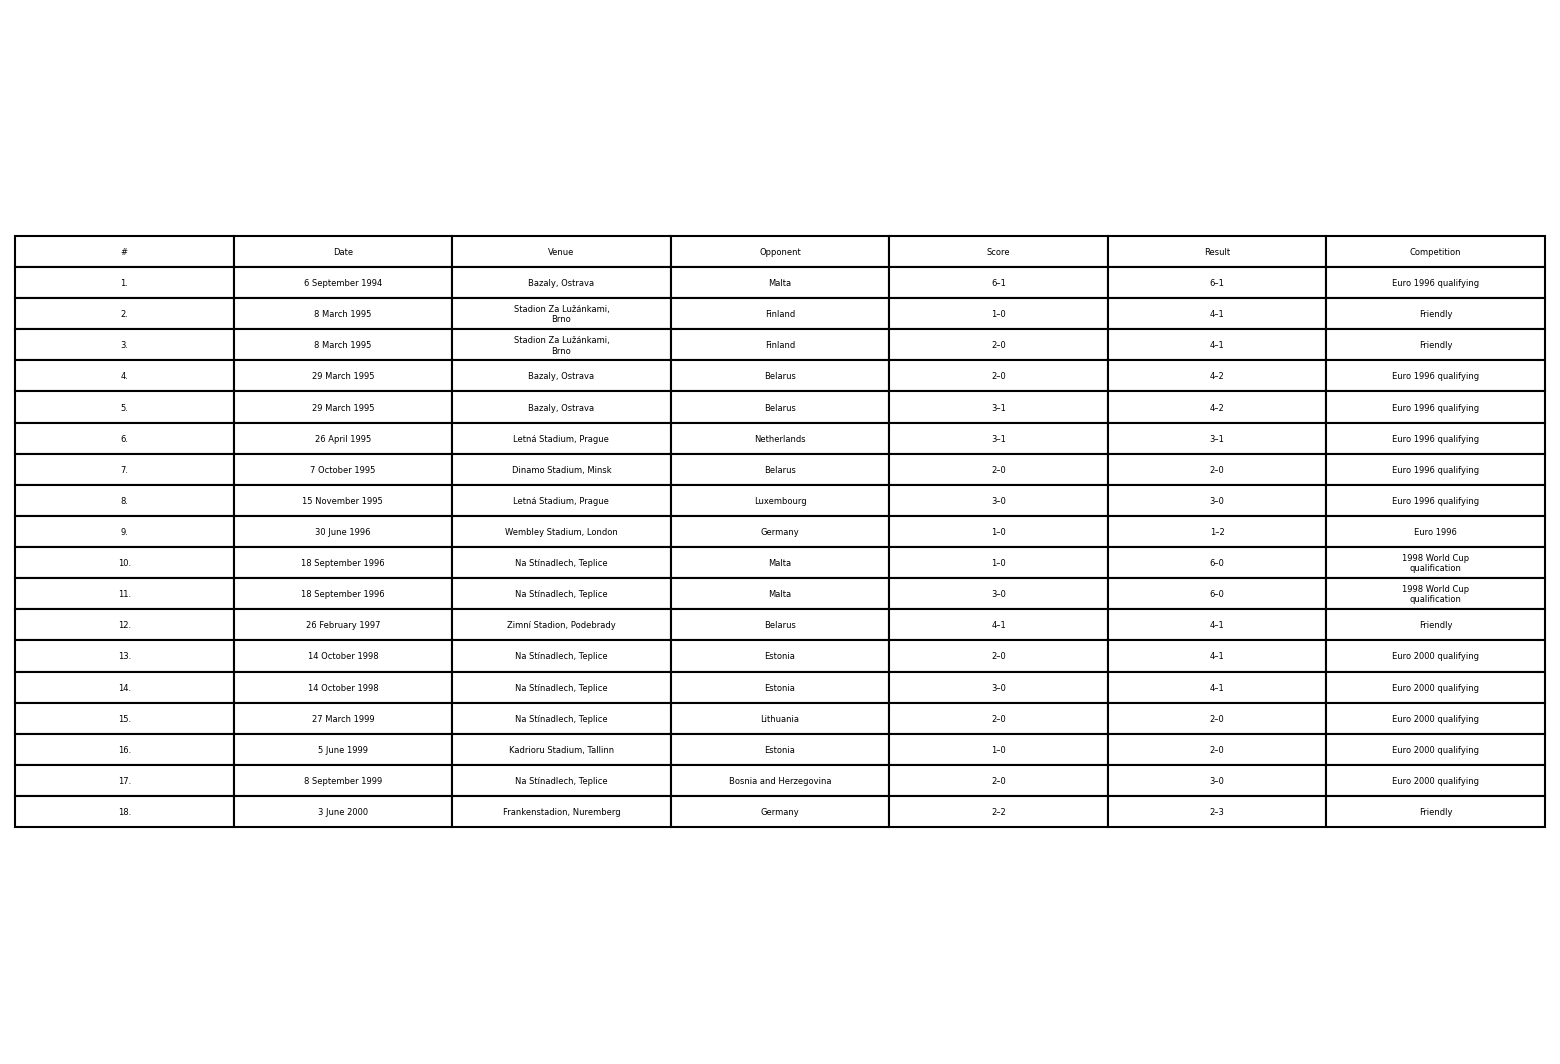 # Date Venue Opponent Score Result Competition
1. 6 September 1994 Bazaly, Ostrava Malta 6–1 6–1 Euro 1996 qualifying
2. 8 March 1995 Stadion Za Lužánkami, Brno Finland 1–0 4–1 Friendly
3. 8 March 1995 Stadion Za Lužánkami, Brno Finland 2–0 4–1 Friendly
4. 29 March 1995 Bazaly, Ostrava Belarus 2–0 4–2 Euro 1996 qualifying
5. 29 March 1995 Bazaly, Ostrava Belarus 3–1 4–2 Euro 1996 qualifying
6. 26 April 1995 Letná Stadium, Prague Netherlands 3–1 3–1 Euro 1996 qualifying
7. 7 October 1995 Dinamo Stadium, Minsk Belarus 2–0 2–0 Euro 1996 qualifying
8. 15 November 1995 Letná Stadium, Prague Luxembourg 3–0 3–0 Euro 1996 qualifying
9. 30 June 1996 Wembley Stadium, London Germany 1–0 1–2 Euro 1996
10. 18 September 1996 Na Stínadlech, Teplice Malta 1–0 6–0 1998 World Cup qualification
11. 18 September 1996 Na Stínadlech, Teplice Malta 3–0 6–0 1998 World Cup qualification
12. 26 February 1997 Zimní Stadion, Podebrady Belarus 4–1 4–1 Friendly
13. 14 October 1998 Na Stínadlech, Teplice Estonia 2–0 4–1 Euro 2000 qualifying
14. 14 October 1998 Na Stínadlech, Teplice Estonia 3–0 4–1 Euro 2000 qualifying
15. 27 March 1999 Na Stínadlech, Teplice Lithuania 2–0 2–0 Euro 2000 qualifying
16. 5 June 1999 Kadrioru Stadium, Tallinn Estonia 1–0 2–0 Euro 2000 qualifying
17. 8 September 1999 Na Stínadlech, Teplice Bosnia and Herzegovina 2–0 3–0 Euro 2000 qualifying
18. 3 June 2000 Frankenstadion, Nuremberg Germany 2–2 2–3 Friendly